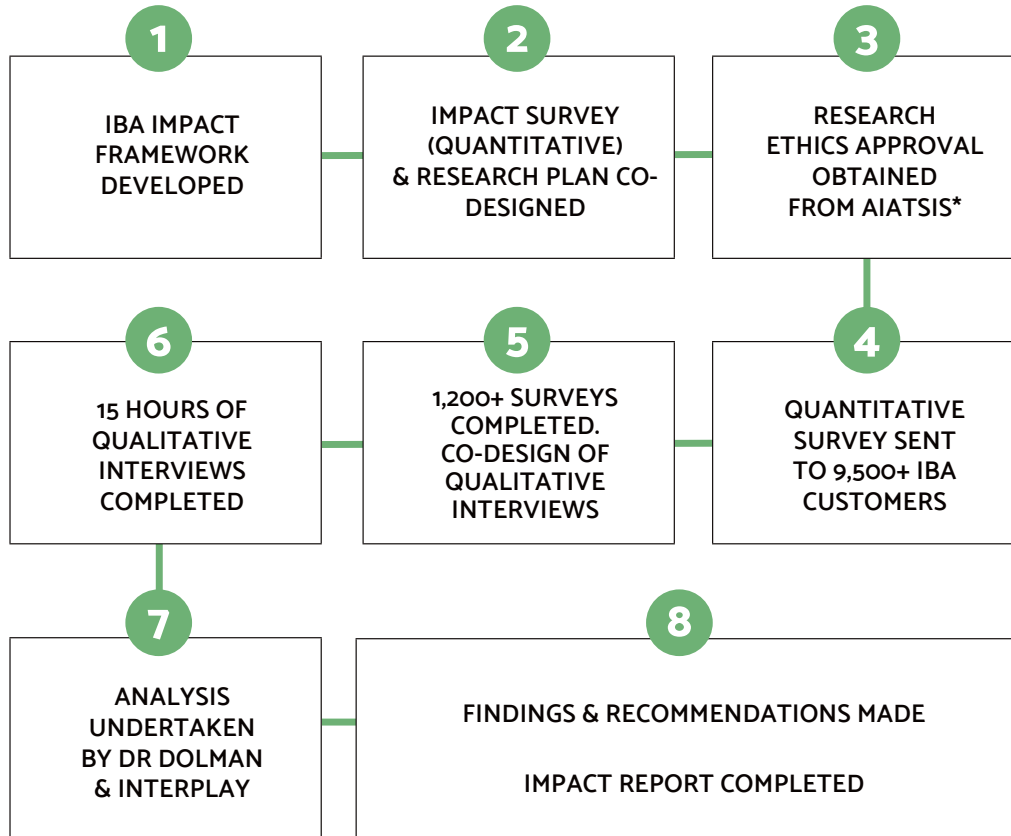 1
IBA IMPACT
FRAMEWORK
DEVELOPED
2
IMPACT SURVEY
(QUANTITATIVE)
& RESEARCH PLAN CO-
DESIGNED
3
RESEARCH
ETHICS APPROVAL
OBTAINED
FROM AIATSIS*
4
QUANTITATIVE
SURVEY SENT
TO 9,500+ IBA
CUSTOMERS
5
1,200+ SURVEYS
COMPLETED.
CO-DESIGN OF
QUALITATIVE
INTERVIEWS
6
15 HOURS OF
QUALITATIVE
INTERVIEWS
COMPLETED
7
ANALYSIS
UNDERTAKEN
BY DR DOLMAN
& INTERPLAY
8
FINDINGS & RECOMMENDATIONS MADE
IMPACT REPORT COMPLETED